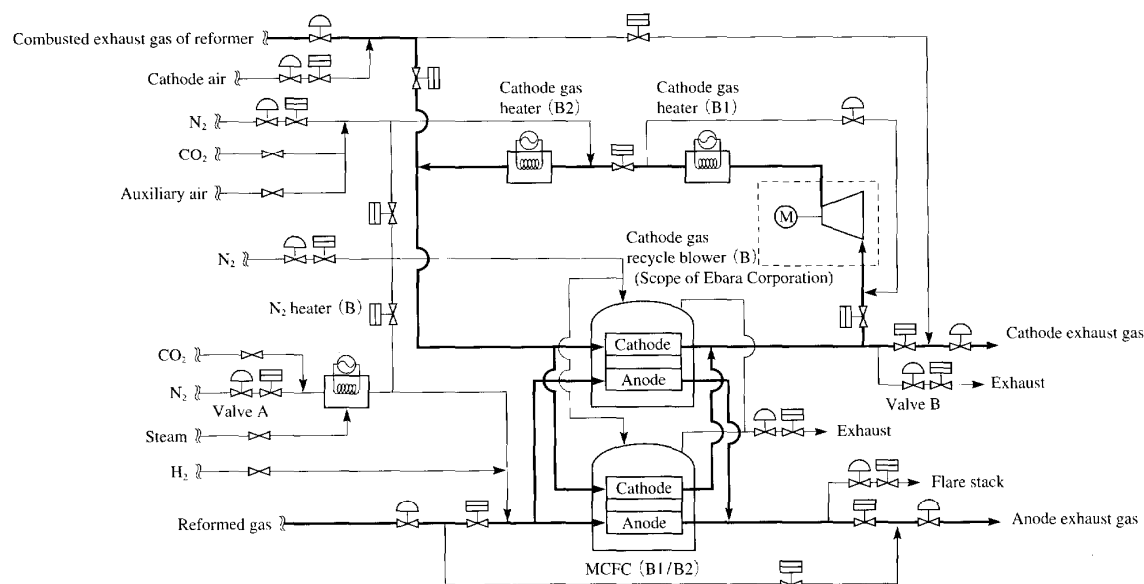 Combusted exhaust gas of reformer
Cathode air
N₂
CO₂
Auxiliary air
Cathode gas
heater (B2)
Cathode gas
heater (B1)
M
N₂
Cathode gas
recycle blower (B)
(Scope of Ebara Corporation)
N₂ heater (B)
CO₂
N₂
Valve A
Steam
H₂
Reformed gas
Cathode
Anode
Cathode
Anode
MCFC (B1/B2)
Cathode exhaust gas
Exhaust
Valve B
Exhaust
Flare stack
Anode exhaust gas